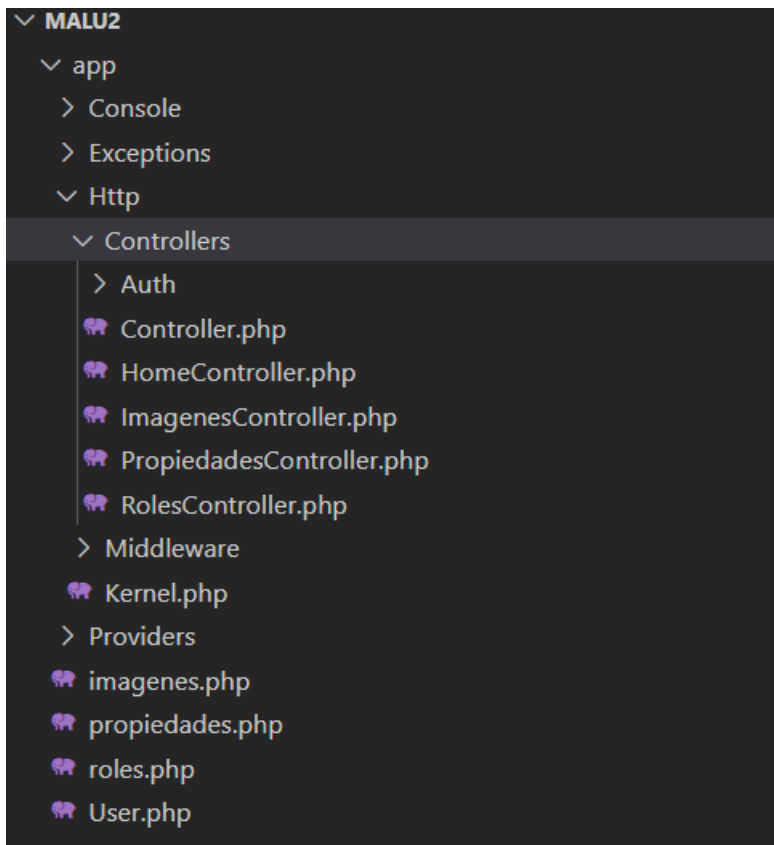 MALU2
app
Console
Exceptions
Http
Controllers
Auth
Controller.php
HomeController.php
ImagenesController.php
PropiedadesController.php
RolesController.php
Middleware
Kernel.php
Providers
imagenes.php
propiedades.php
roles.php
User.php